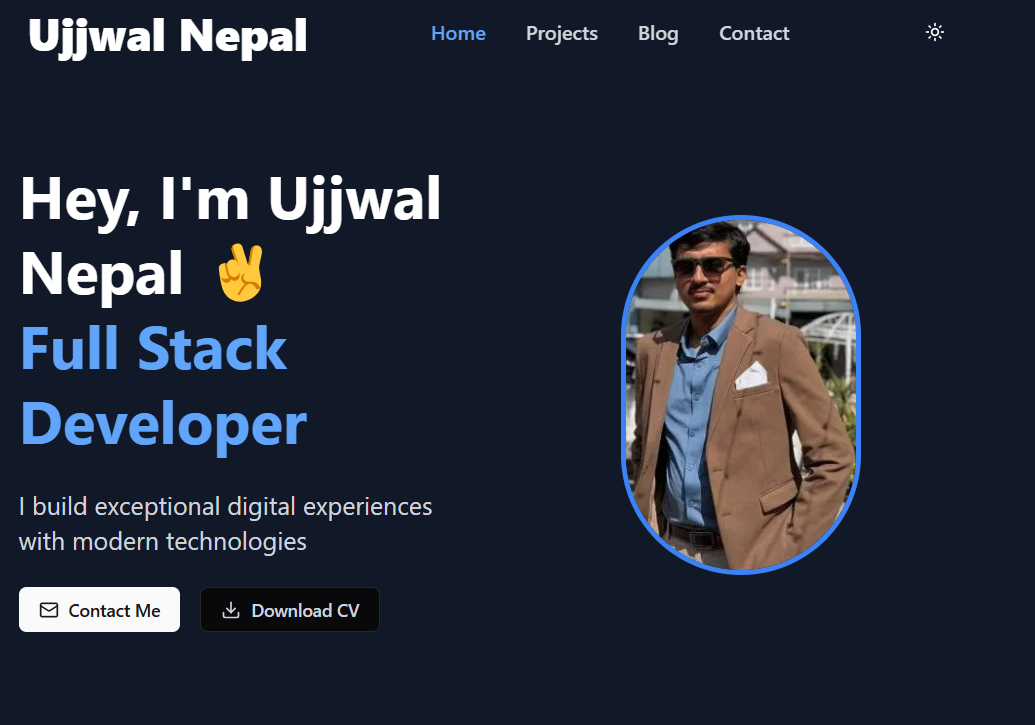 Ujjwal Nepal
Home Projects Blog Contact
Hey, I'm Ujjwal
Nepal ✌️
Full Stack
Developer
I build exceptional digital experiences
with modern technologies
Contact Me Download CV